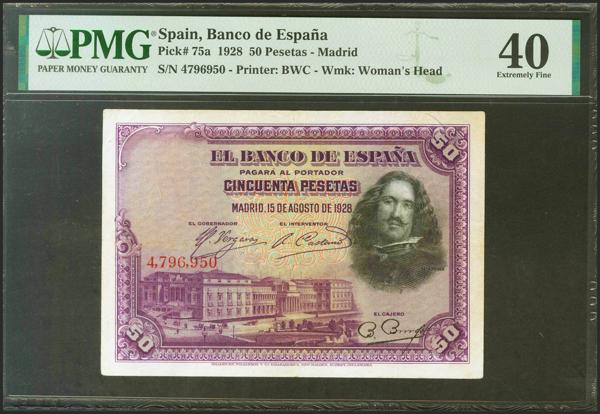 PMG
PAPER MONEY GUARANTY
Spain, Banco de España
Pick# 75a 1928 50 Pesetas - Madrid
S/N 4796950 - Printer: BWC - Wmk: Woman's Head
40
Extremely Fine
50
50
EL BANCO DE ESPAÑA
PAGARÁ AL PORTADOR
CINCUENTA PESETAS
MADRID, 15 DE AGOSTO DE 1928
EL GOBERNADOR
EL INTERVENTOR
4,796,950
EL CAJERO
50
50